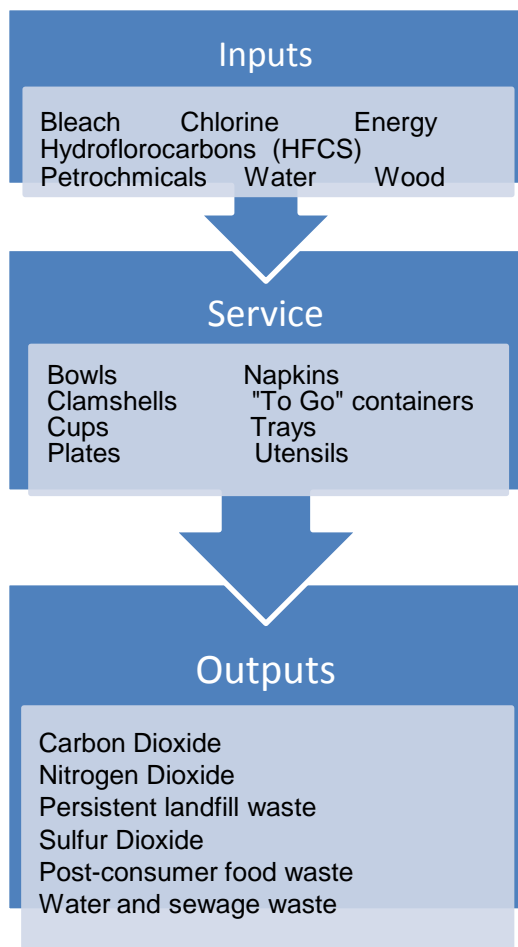 Inputs
Bleach Chlorine Energy
Hydroflorocarbons (HFCS)
Petrochmicals Water Wood
Service
Bowls Napkins
Clamshells "To Go" containers
Cups Trays
Plates Utensils
Outputs
Carbon Dioxide
Nitrogen Dioxide
Persistent landfill waste
Sulfur Dioxide
Post-consumer food waste
Water and sewage waste